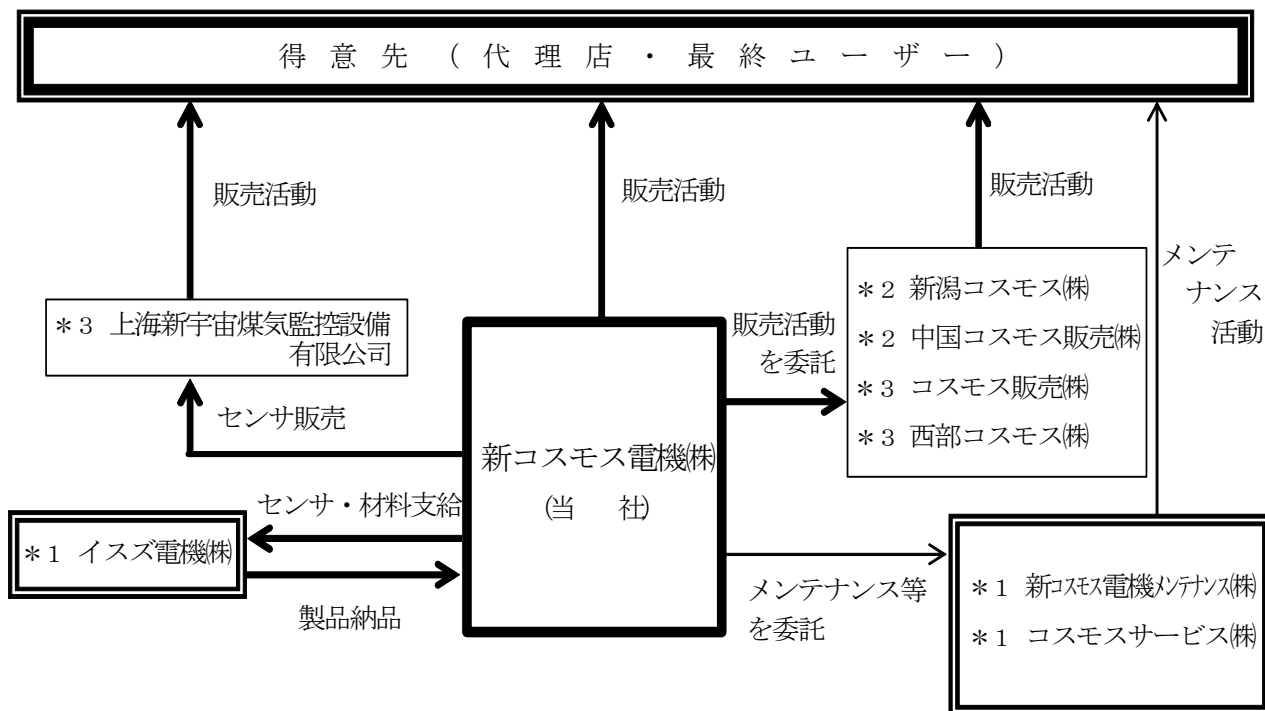 得意先(代理店・最終ユーザー)
販売活動
販売活動
販売活動
メンテ
ナンス
活動
*3 上海新宇宙煤気監控設備
有限公司
センサ販売
新コスモス電機㈱
(当 社)
販売活動
を委託
*2 新潟コスモス㈱
*2 中国コスモス販売㈱
*3 コスモス販売㈱
*3 西部コスモス㈱
センサ・材料支給
*1 イスズ電機㈱
製品納品
メンテナンス等
を委託
*1 新コスモス電機メンテナンス㈱
*1 コスモスサービス㈱